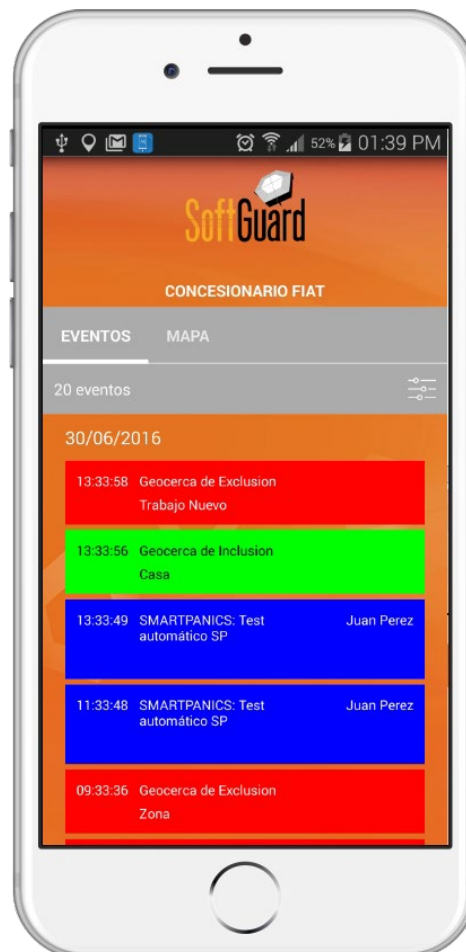 52% 01:39 PM
SoftGuard
CONCESIONARIO FIAT
EVENTOS MAPA
20 eventos
30/06/2016
13:33:58 Geocerca de Exclusion
Trabajo Nuevo
13:33:56 Geocerca de Inclusion
Casa
13:33:49 SMARTPANICS: Test Juan Perez
automático SP
11:33:48 SMARTPANICS: Test Juan Perez
automático SP
09:33:36 Geocerca de Exclusion
Zona